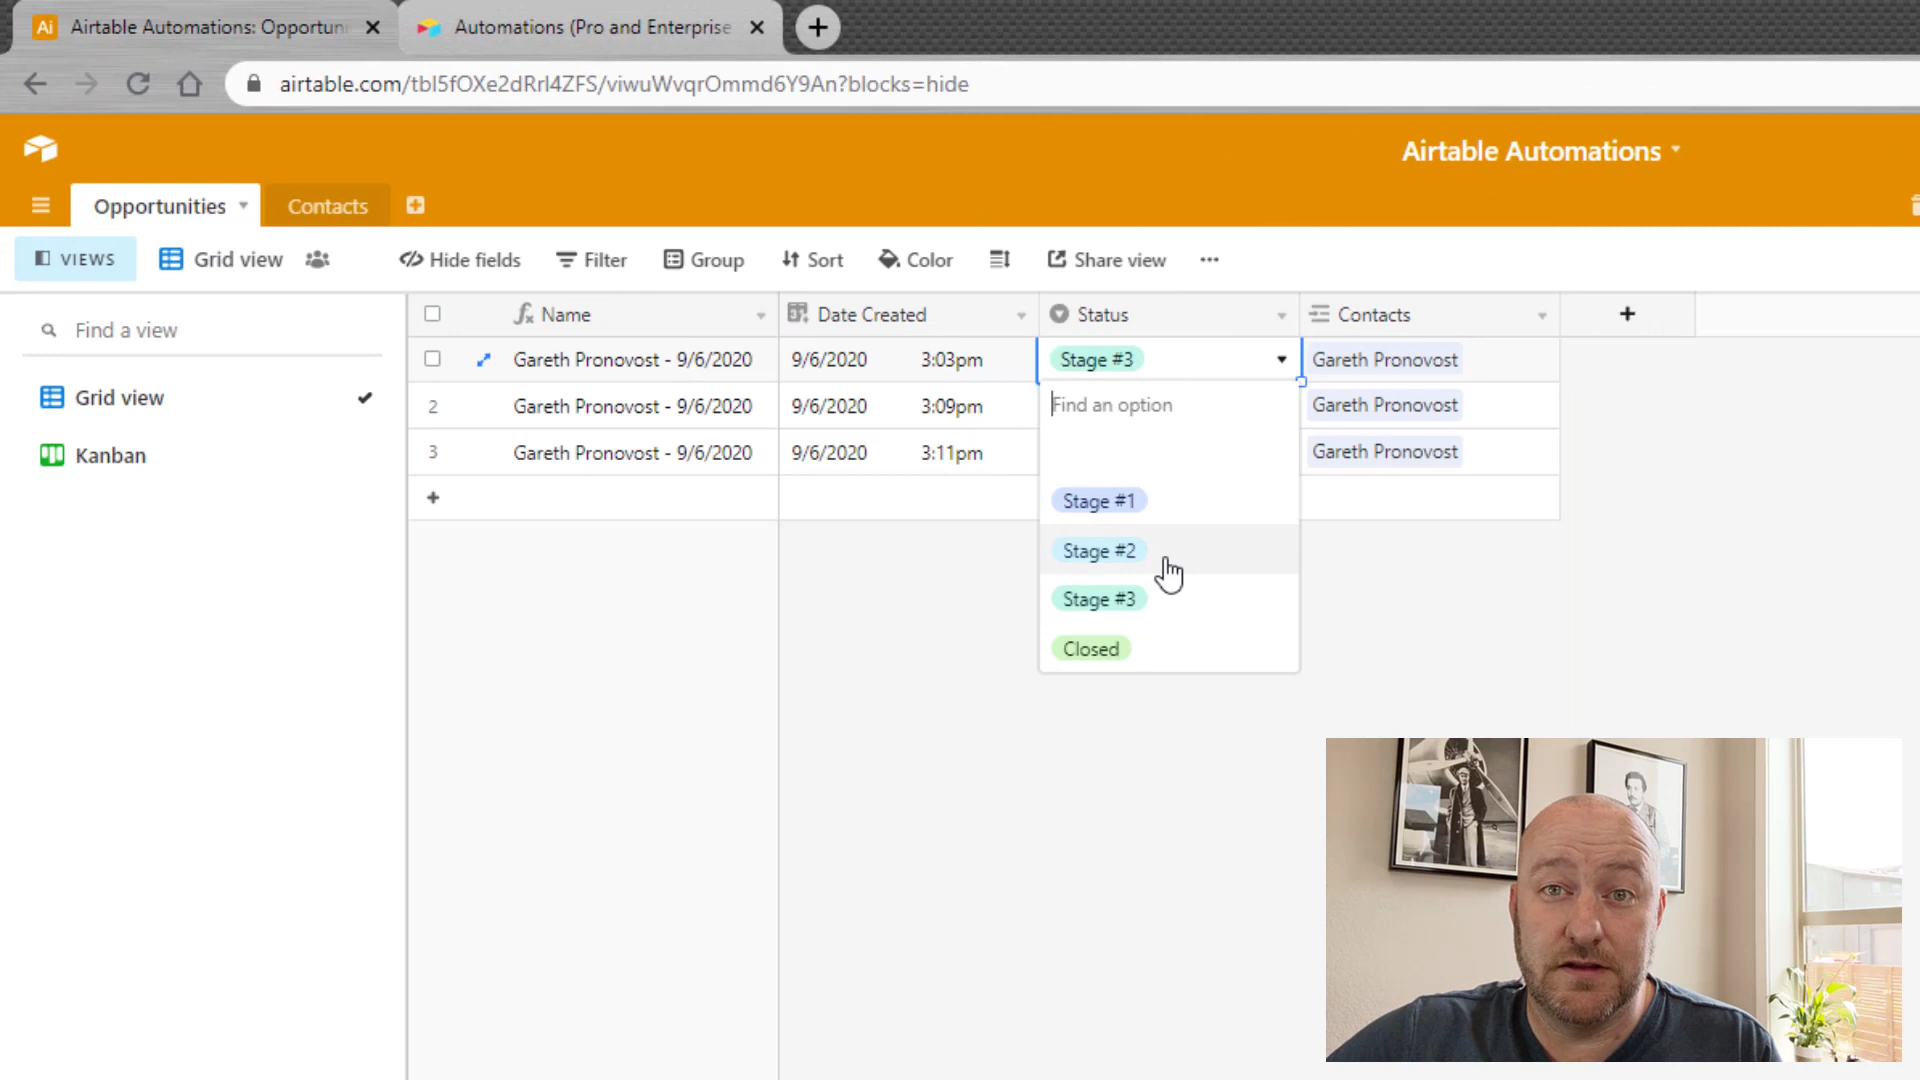 Ai Airtable Automations: Opportun
Automations (Pro and Enterprise
airtable.com/tbl5fOXe2dRrl4ZFS/viwuWvqrOmmd6Y9An?blocks=hide
Airtable Automations
Opportunities
Contacts
VIEWS
Grid view
Hide fields
Filter
Group
Sort
Color
Share view
Find a view
Grid view
Kanban
Name
Date Created
Status
Contacts
Gareth Pronovost - 9/6/2020 9/6/2020 3:03pm Stage #3 Gareth Pronovost
2 Gareth Pronovost - 9/6/2020 9/6/2020 3:09pm Gareth Pronovost
3 Gareth Pronovost - 9/6/2020 9/6/2020 3:11pm Gareth Pronovost
Find an option
Stage #1
Stage #2
Stage #3
Closed